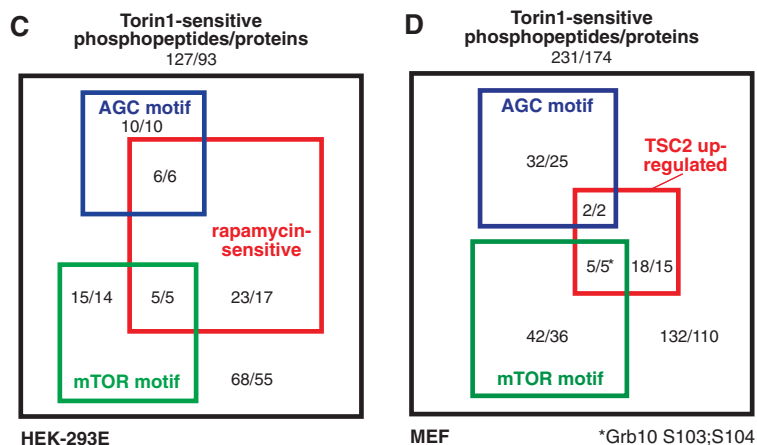 C
Torin1-sensitive
phosphopeptides/proteins
127/93
AGC motif
10/10
6/6
rapamycin-
sensitive
15/14
5/5
23/17
mTOR motif
68/55
HEK-293E
D
Torin1-sensitive
phosphopeptides/proteins
231/174
AGC motif
32/25
TSC2 up-
regulated
2/2
5/5*
18/15
42/36
132/110
mTOR motif
MEF
*Grb10 S103;S104